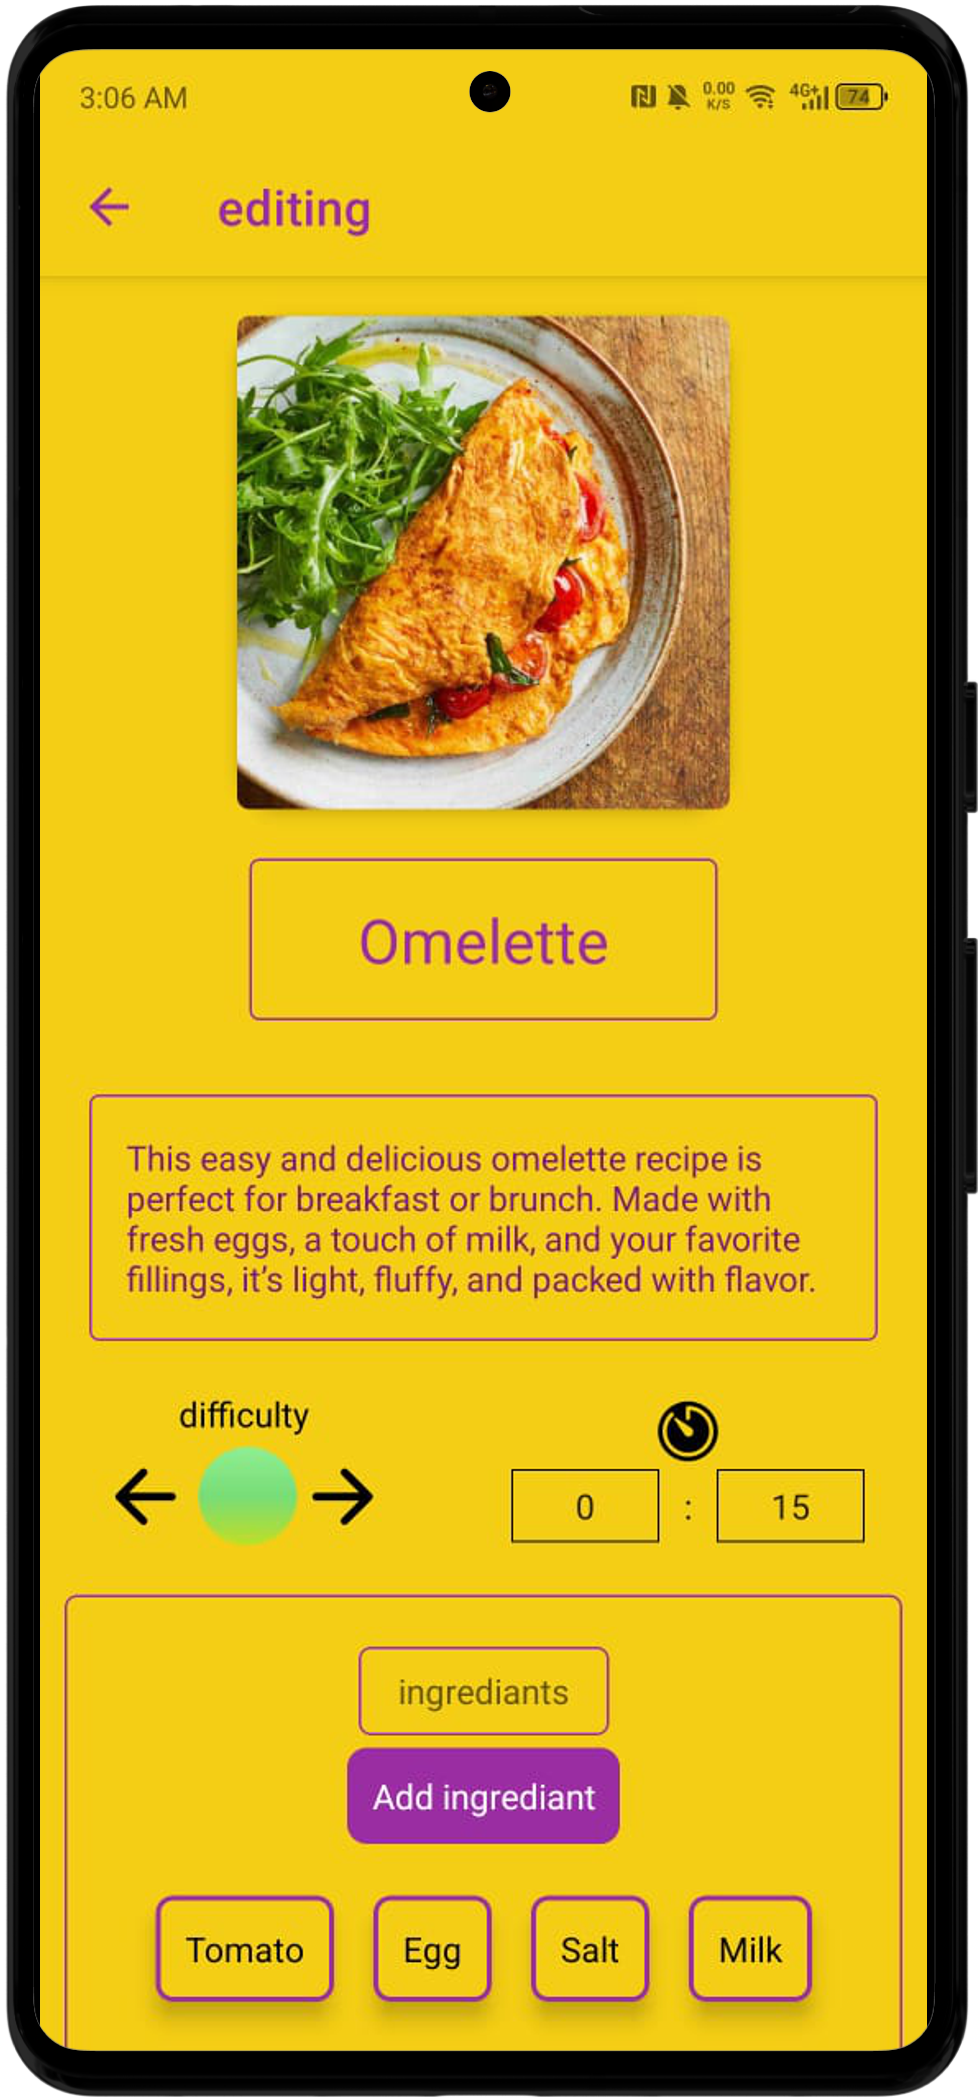 3:06 AM 0.00 K/S 4G+ 74
editing
Omelette
This easy and delicious omelette recipe is
perfect for breakfast or brunch. Made with
fresh eggs, a touch of milk, and your favorite
fillings, it's light, fluffy, and packed with flavor.
difficulty
0 : 15
ingrediants
Add ingrediant
Tomato Egg Salt Milk